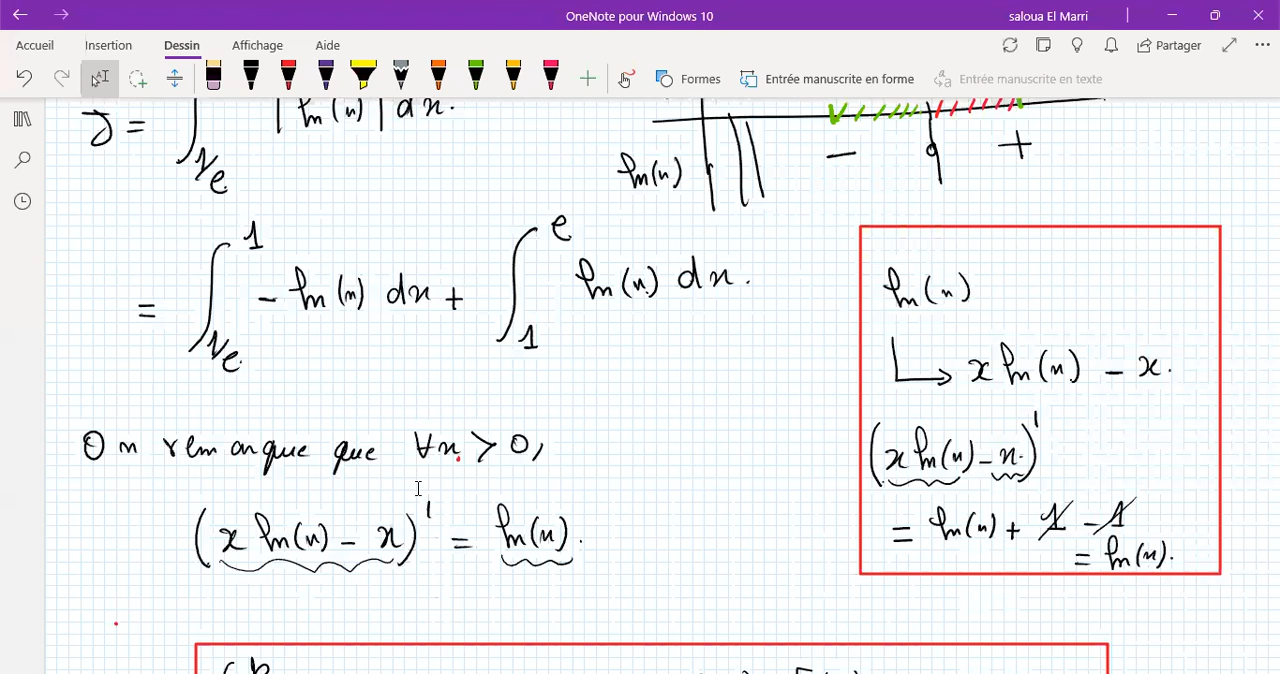 OneNote pour Windows 10
saloua El Marri
Accueil Insertion Dessin Affichage Aide
Partager
Formes Entrée manuscrite en forme Entrée manuscrite en texte
J = ∫_{1/e} |ln(x)| dx.
ln(x) || − 0 +
= ∫_{1/e}^{1} − ln(x) dx + ∫_{1}^{e} ln(x) dx.
On remarque que ∀x > 0,
(x ln(x) − x)' = ln(x).
ln(x)
↳ x ln(x) − x.
(x ln(x) − x)'
= ln(x) + 1 − 1
= ln(x).